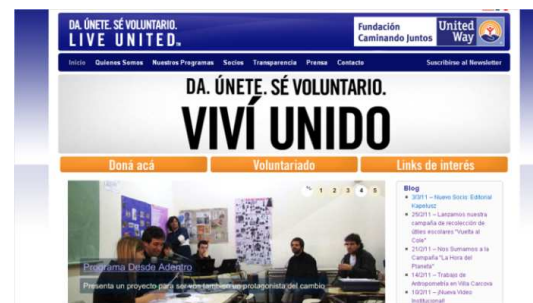 DA. ÚNETE. SÉ VOLUNTARIO.
LIVE UNITED™
Fundación
Caminando Juntos
United
Way
Inicio Quienes Somos Nuestros Programas Socios Transparencia Prensa Contacto Suscribirse al Newsletter
DA. ÚNETE. SÉ VOLUNTARIO.
VIVÍ UNIDO
Doná acá Voluntariado Links de interés
1 2 3 4 5
Programa Desde Adentro
Presenta un proyecto para ser vos también un protagonista del cambio
Blog
3/3/11 – Nuevo Socio: Editorial
Kapelusz
25/2/11 – Lanzamos nuestra
campaña de recolección de
útiles escolares "Vuelta al
Cole"
21/2/11 – Nos Sumamos a la
Campaña "La Hora del
Planeta"
14/2/11 – Trabajo de
Antropometría en Villa Carcova
10/2/11 – ¡Nuevo Video
Institucional!